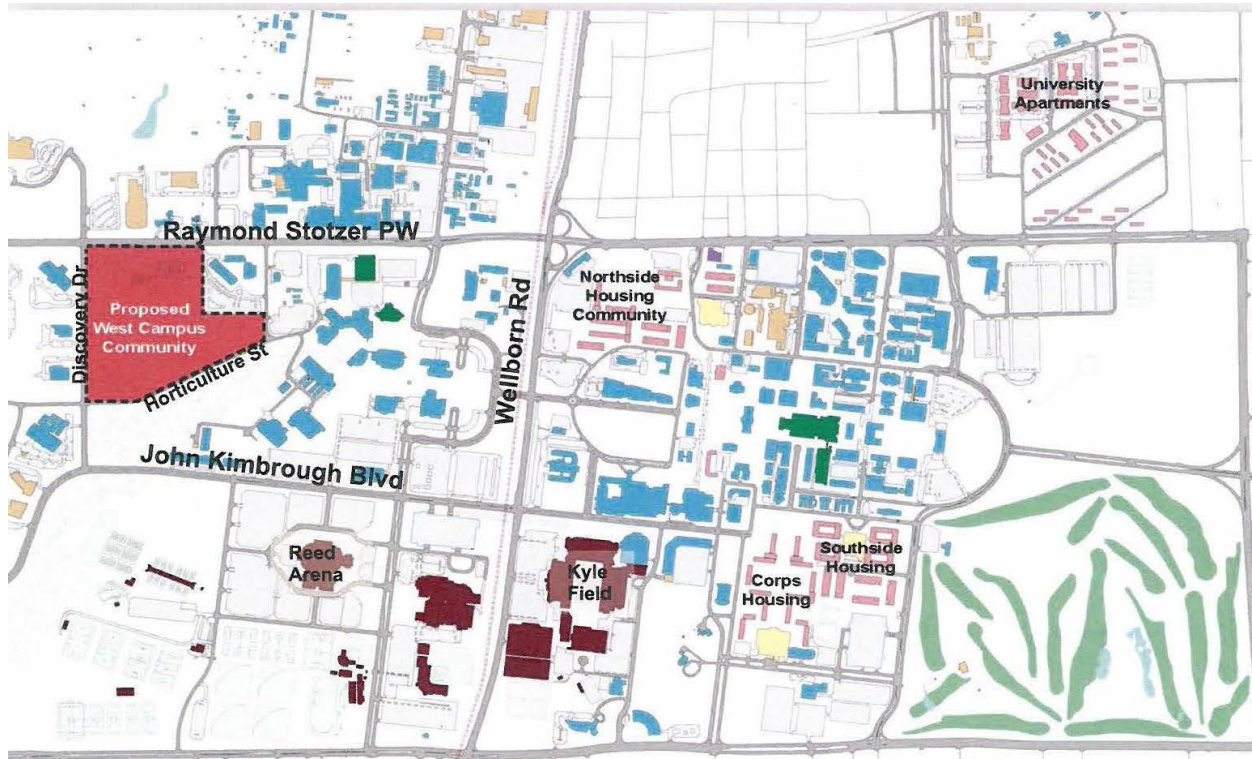 University
Apartments
Raymond Stotzer PW
Discovery Dr
Proposed
West Campus
Community
Horticulture St
Wellborn Rd
Northside
Housing
Community
John Kimbrough Blvd
Reed
Arena
Kyle
Field
Southside
Housing
Corps
Housing